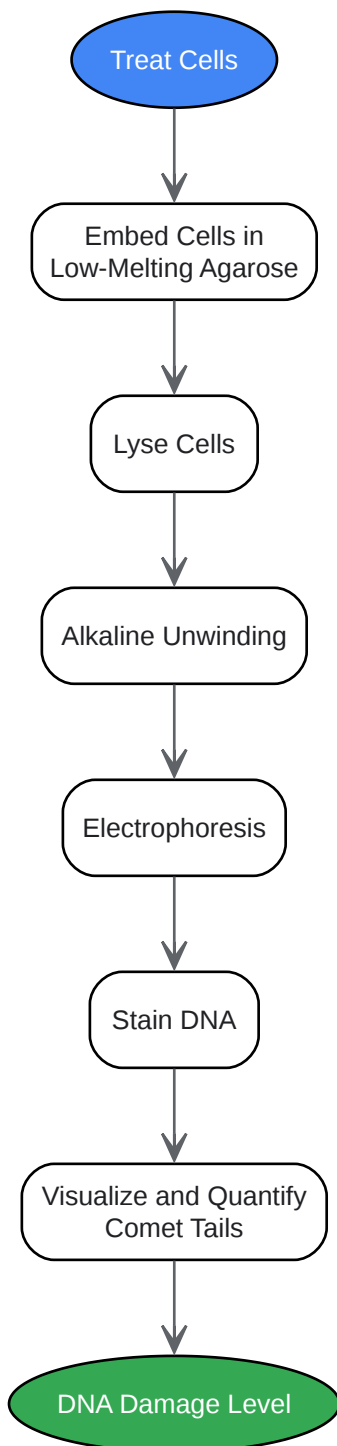 Treat Cells
Embed Cells in
Low-Melting Agarose
Lyse Cells
Alkaline Unwinding
Electrophoresis
Stain DNA
Visualize and Quantify
Comet Tails
DNA Damage Level